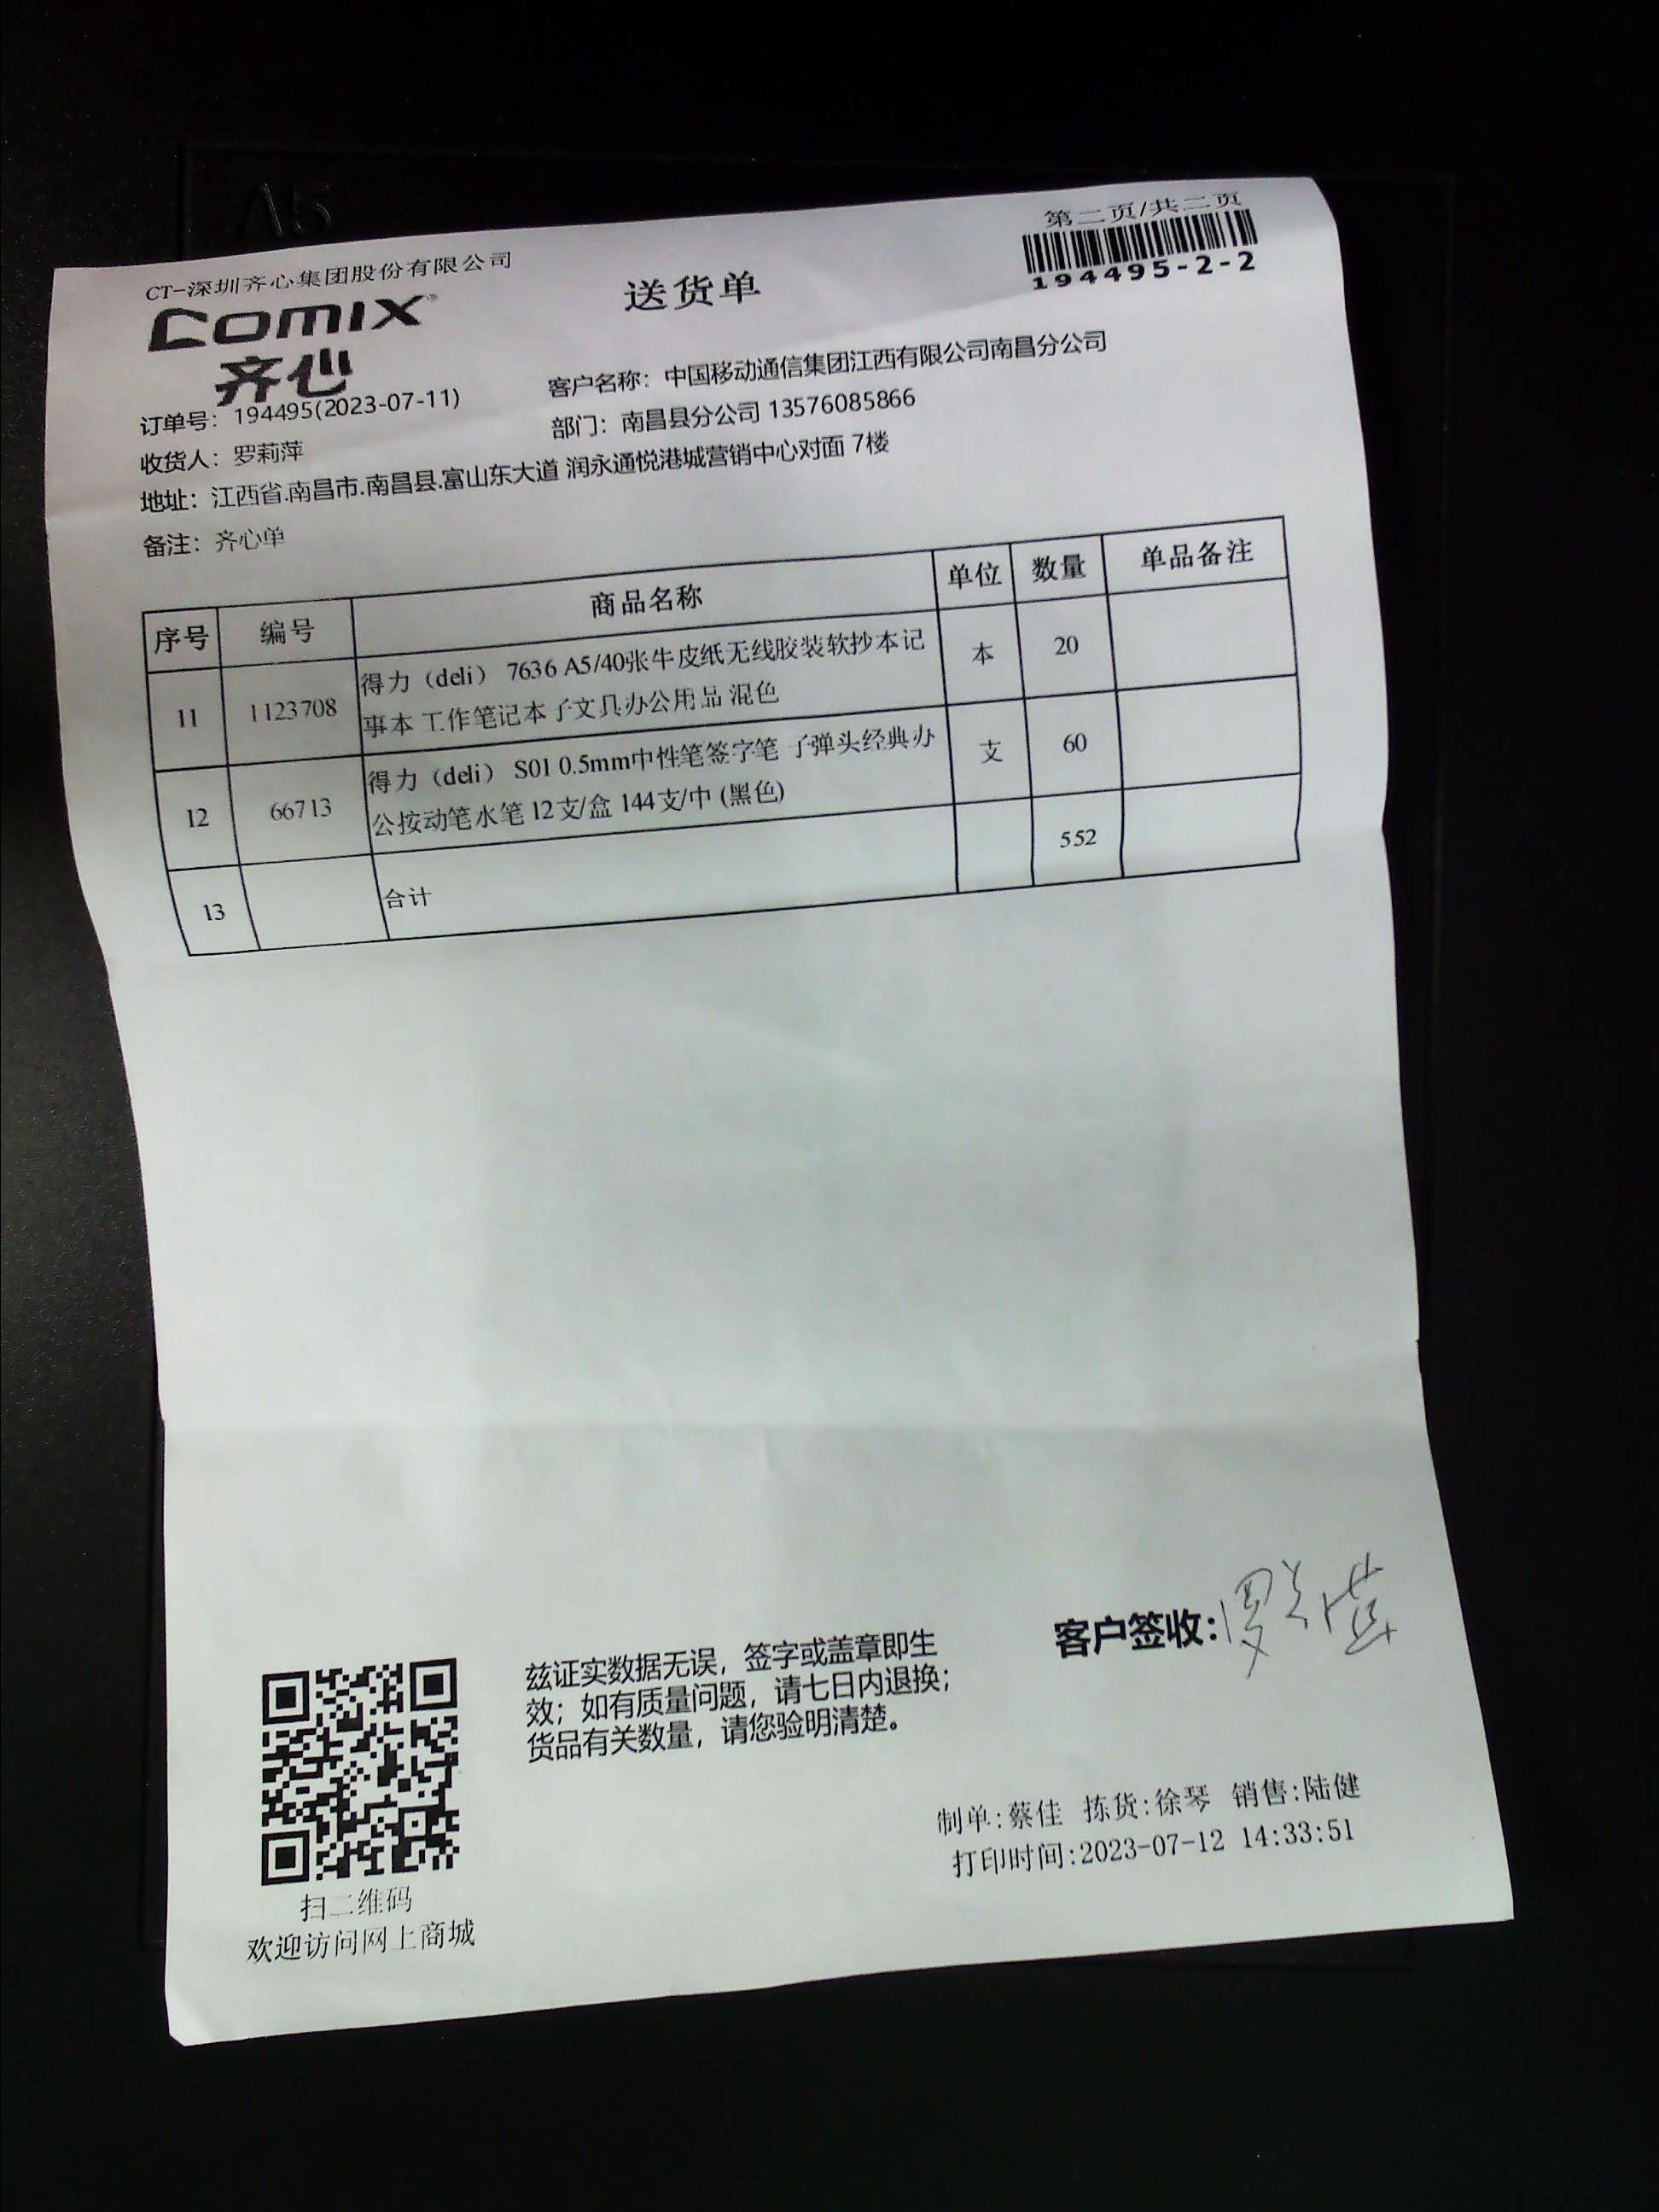 A5
第二页/共二页
194495-2-2
CT-深圳齐心集团股份有限公司
COMIX
齐心
送货单
订单号：194495(2023-07-11)
客户名称：中国移动通信集团江西有限公司南昌分公司
收货人：罗莉萍
部门：南昌县分公司 13576085866
地址：江西省.南昌市.南昌县.富山东大道 润永通悦港城营销中心对面 7楼
备注：齐心单
序号 编号 商品名称 单位 数量 单品备注
11 1123708 得力（deli） 7636 A5/40张牛皮纸无线胶装软抄本记 本 20
事本 工作笔记本子文具办公用品 混色
12 66713 得力（deli） S01 0.5mm中性笔签字笔 子弹头经典办 支 60
公按动笔水笔 12支/盒 144支/中 (黑色)
13 合计 552
客户签收:罗莉萍
兹证实数据无误，签字或盖章即生
效；如有质量问题，请七日内退换；
货品有关数量，请您验明清楚。
扫二维码
欢迎访问网上商城
制单:蔡佳 拣货:徐琴 销售:陆健
打印时间:2023-07-12 14:33:51